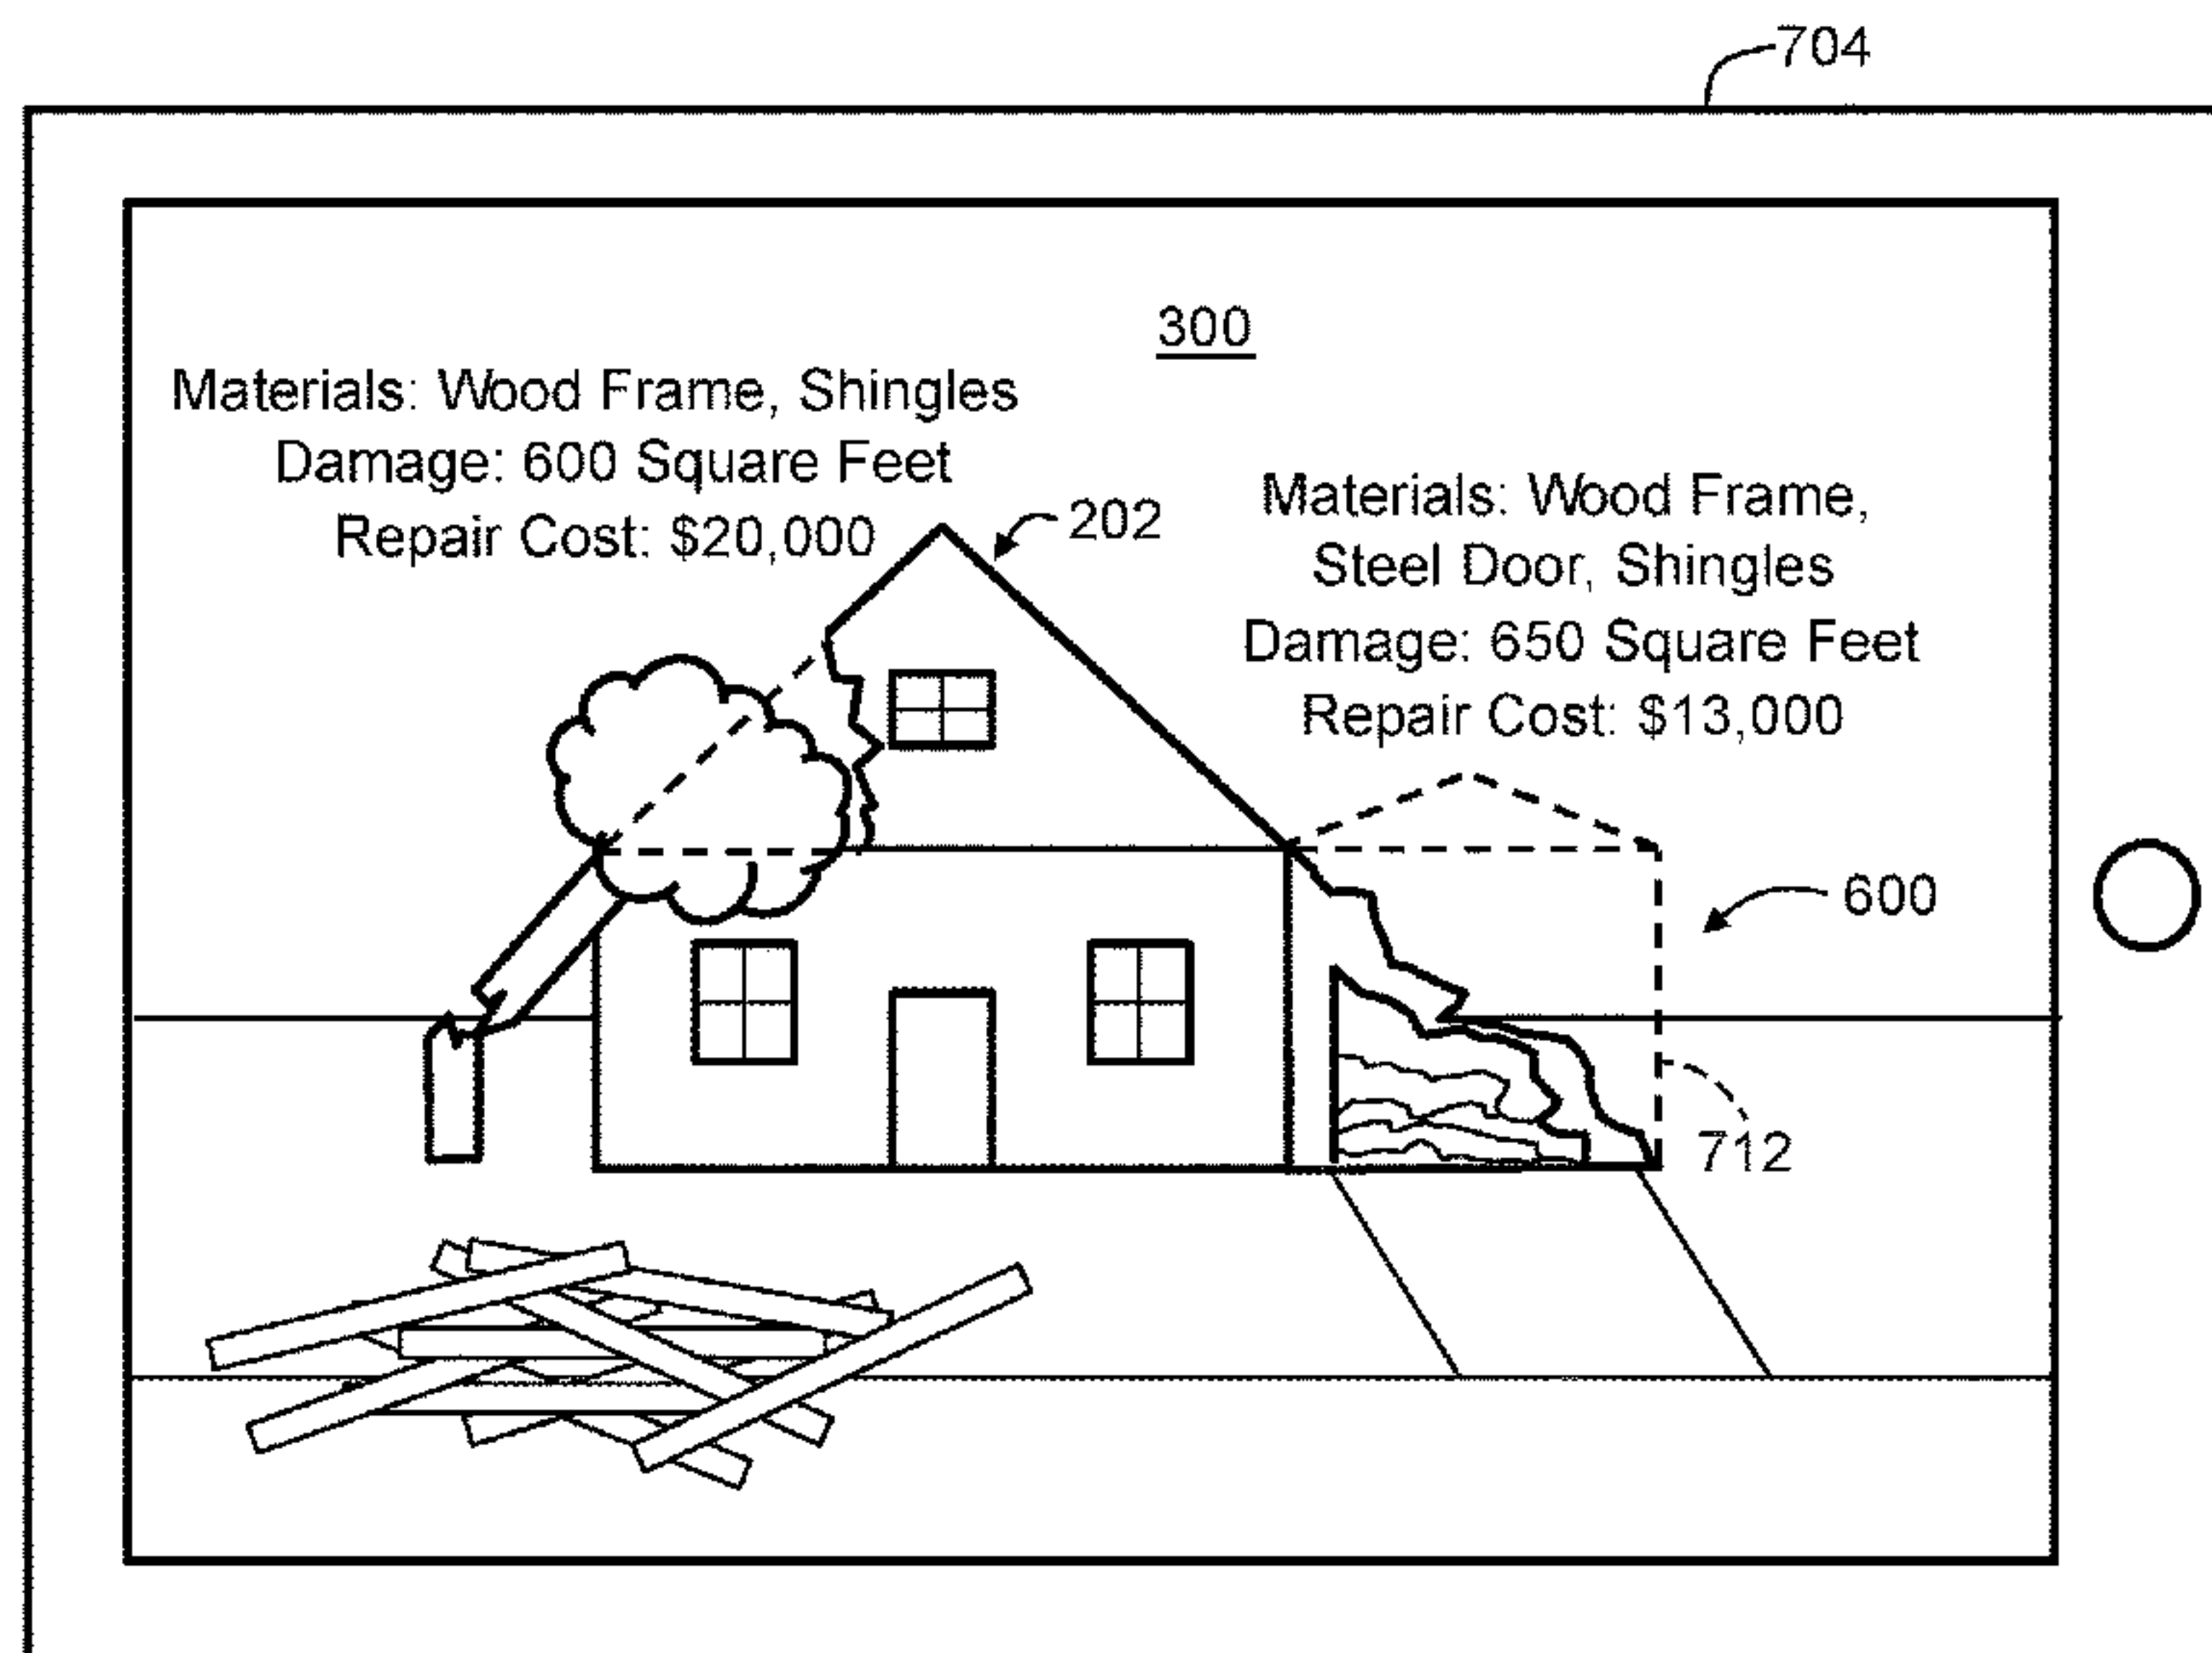 704
300
Materials: Wood Frame, Shingles
Damage: 600 Square Feet
Repair Cost: $20,000
202
Materials: Wood Frame,
Steel Door, Shingles
Damage: 650 Square Feet
Repair Cost: $13,000
600
712